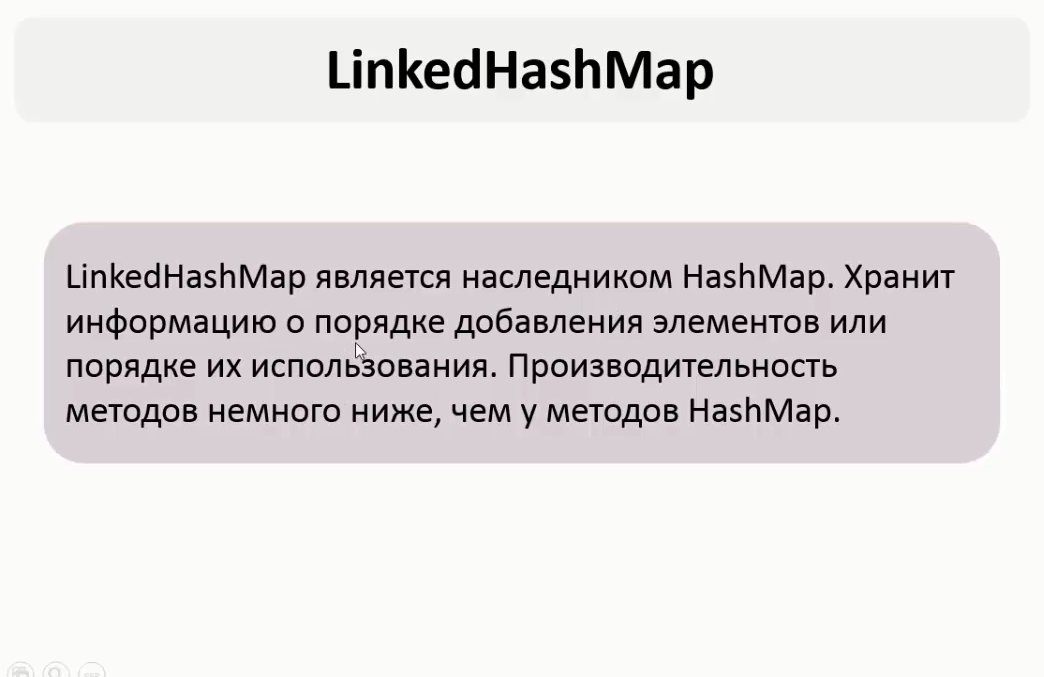 LinkedHashMap
LinkedHashMap является наследником HashMap. Хранит
информацию о порядке добавления элементов или
порядке их использования. Производительность
методов немного ниже, чем у методов HashMap.